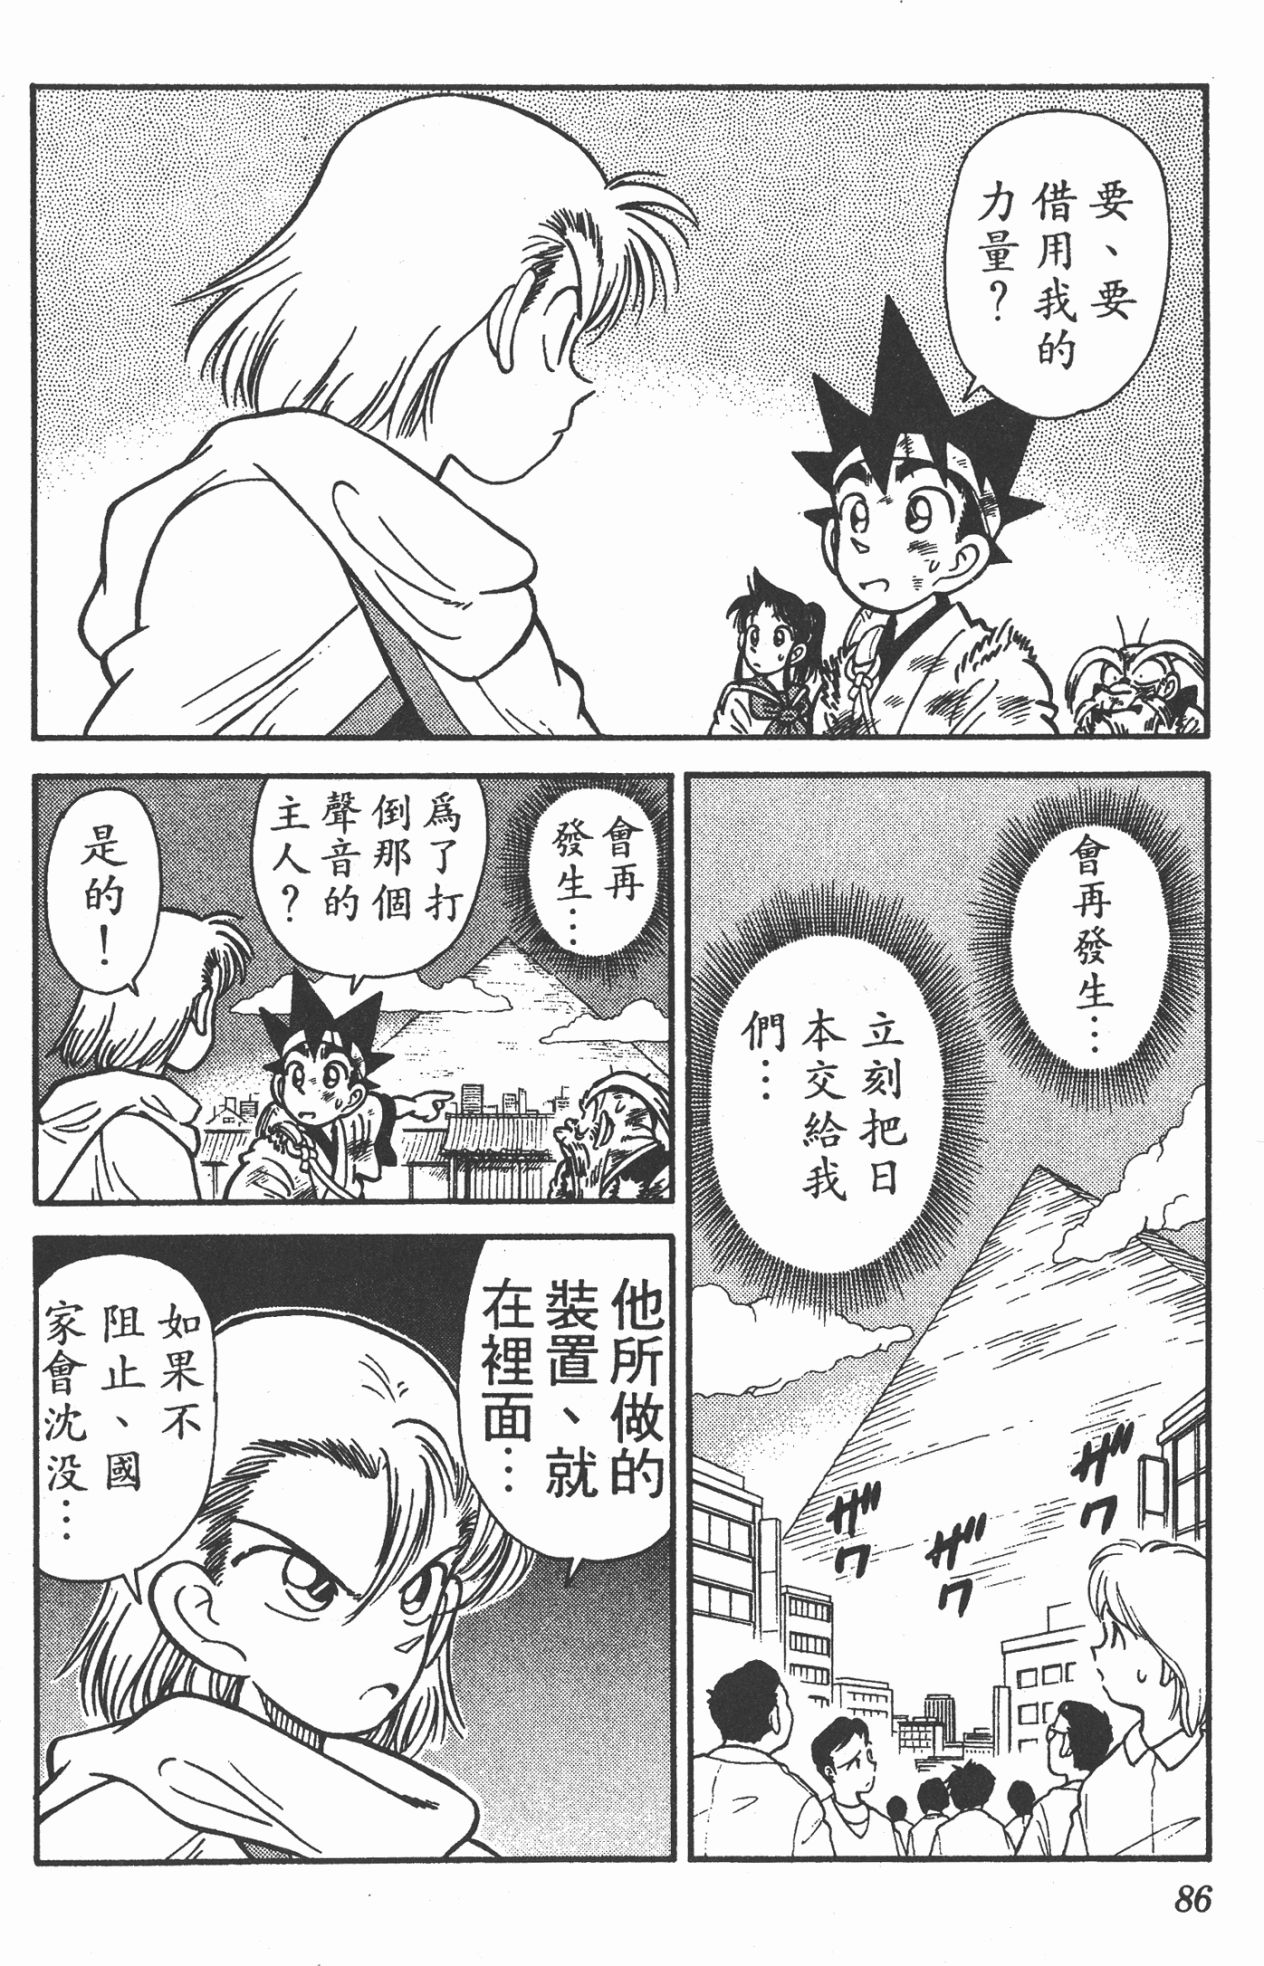 要、要
借用我的
力量？
會再發生…
立刻把日
本交給我
們…
ザワ
ザワ
ザワ
會再
發生…
爲了打
倒那個
聲音的
主人？
是的！
他所做的
裝置、就
在裡面…
如果不
阻止、國
家會沈没…
86